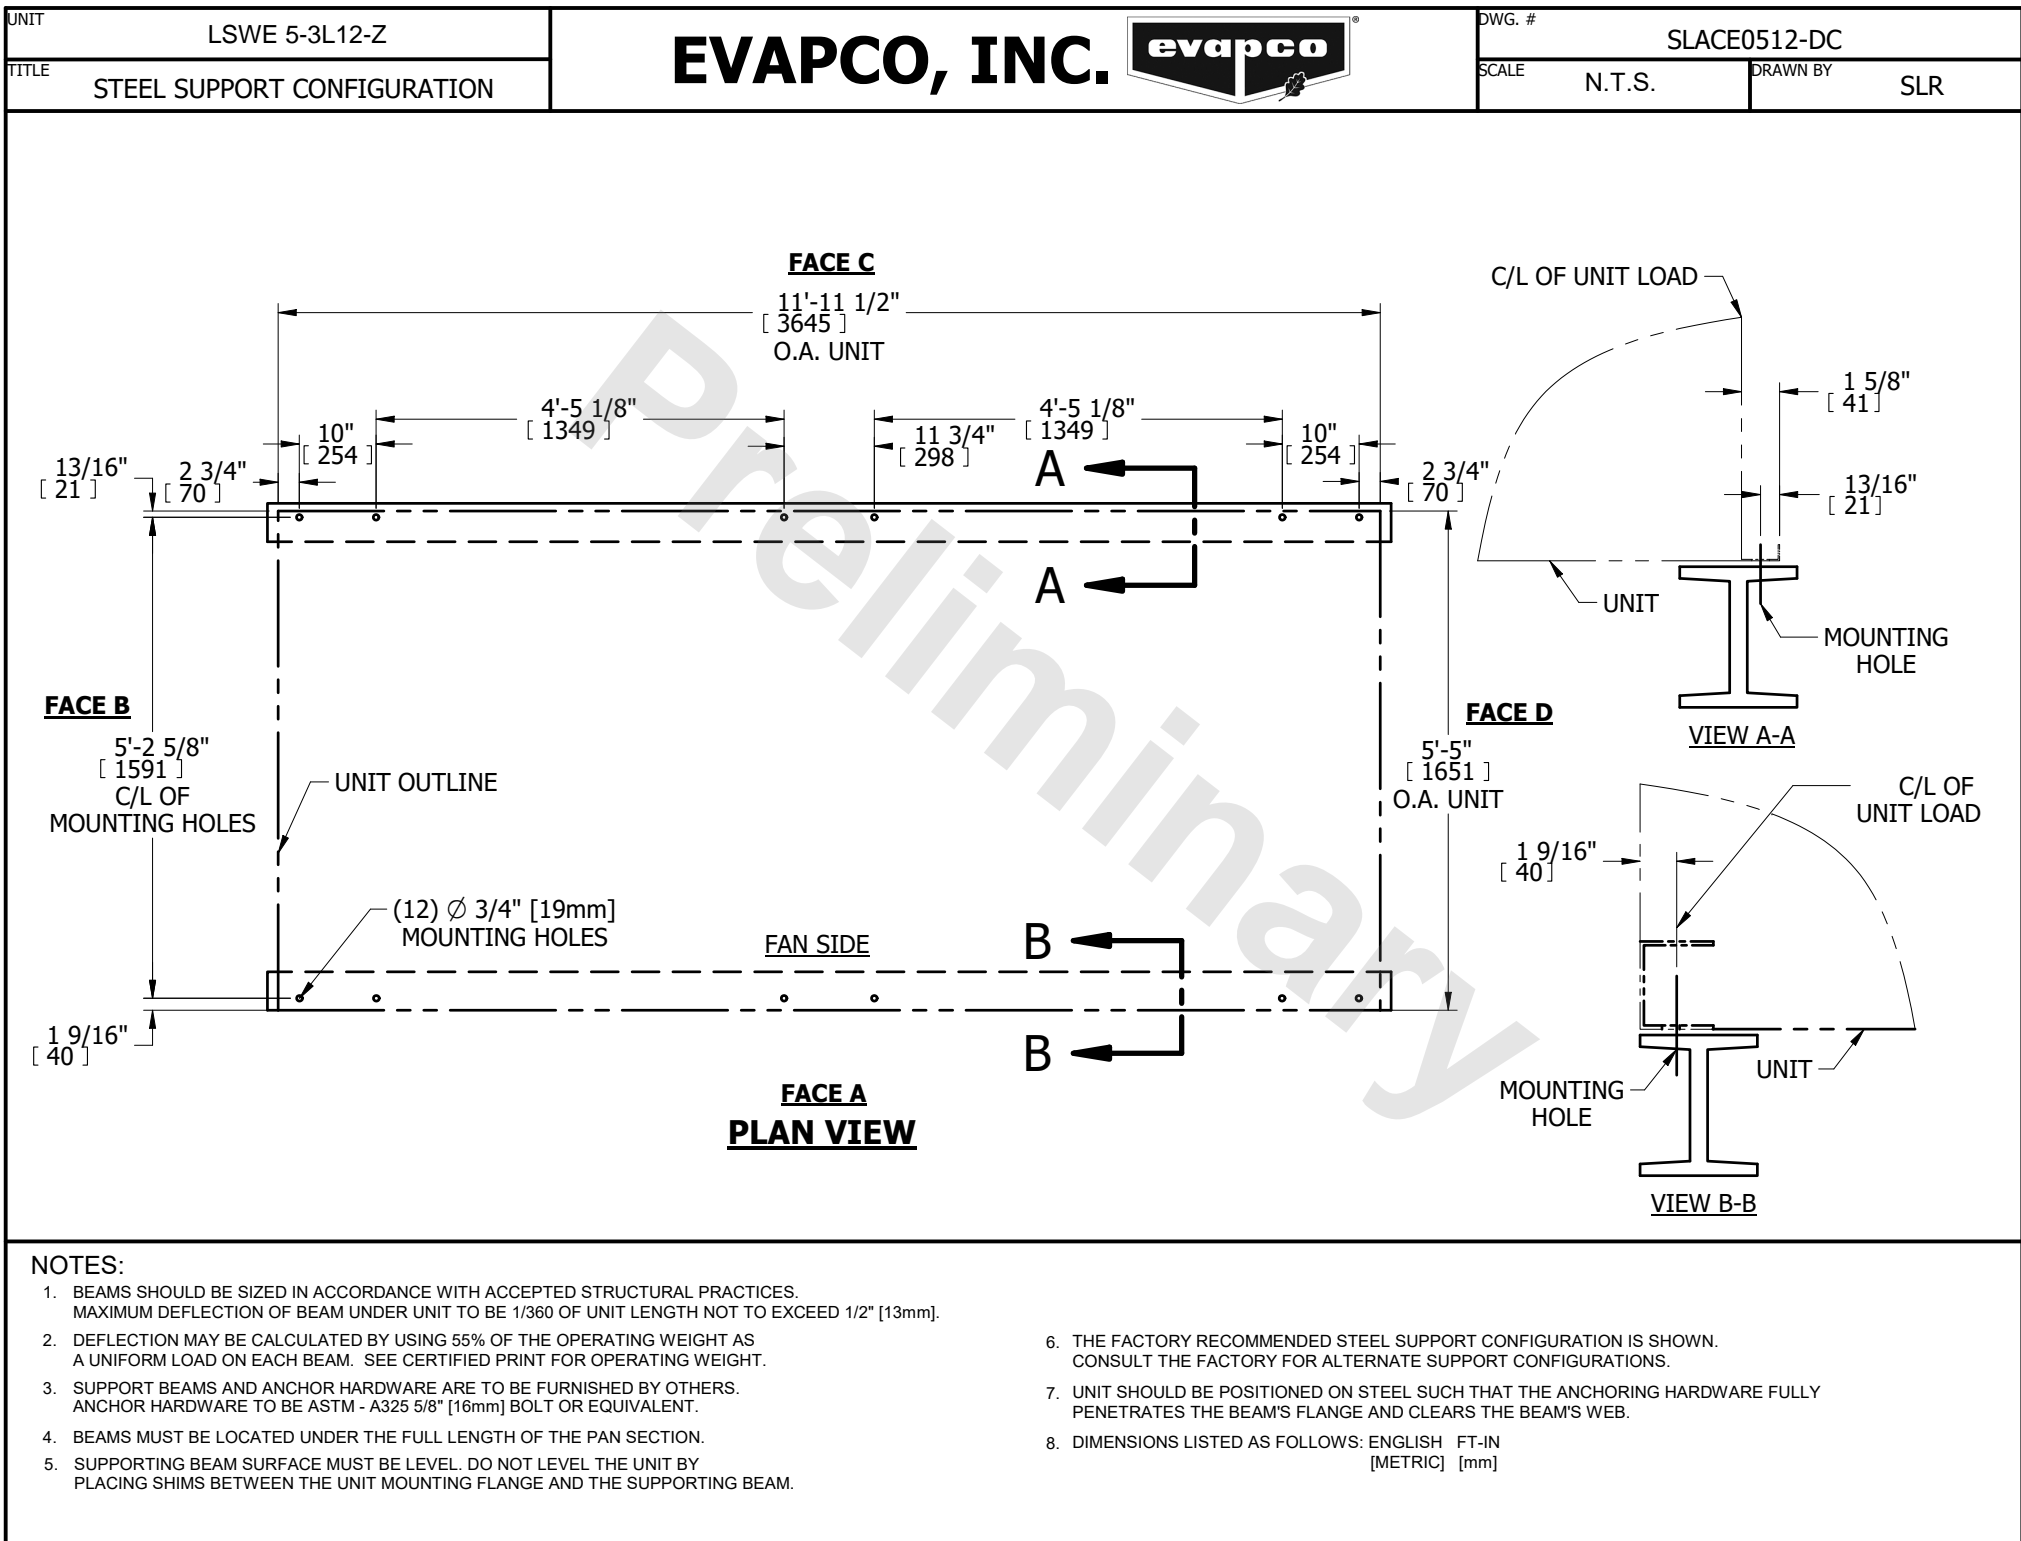 UNIT
LSWE 5-3L12-Z
TITLE
STEEL SUPPORT CONFIGURATION
EVAPCO, INC.
evapco
®
DWG. #
SLACE0512-DC
SCALE
N.T.S.
DRAWN BY
SLR
FACE C
11'-11 1/2"
[ 3645 ]
O.A. UNIT
4'-5 1/8"
[ 1349 ]
4'-5 1/8"
[ 1349 ]
10"
[ 254 ]
11 3/4"
[ 298 ]
10"
[ 254 ]
13/16"
[ 21 ]
2 3/4"
[ 70 ]
2 3/4"
[ 70 ]
A
A
FACE B
5'-2 5/8"
[ 1591 ]
C/L OF
MOUNTING HOLES
UNIT OUTLINE
FACE D
5'-5"
[ 1651 ]
O.A. UNIT
(12) Ø 3/4" [19mm]
MOUNTING HOLES
FAN SIDE
B
B
1 9/16"
[ 40 ]
FACE A
PLAN VIEW
Preliminary
C/L OF UNIT LOAD
1 5/8"
[ 41 ]
13/16"
[ 21 ]
UNIT
MOUNTING
HOLE
VIEW A-A
C/L OF
UNIT LOAD
1 9/16"
[ 40 ]
UNIT
MOUNTING
HOLE
VIEW B-B
NOTES:
1. BEAMS SHOULD BE SIZED IN ACCORDANCE WITH ACCEPTED STRUCTURAL PRACTICES.
MAXIMUM DEFLECTION OF BEAM UNDER UNIT TO BE 1/360 OF UNIT LENGTH NOT TO EXCEED 1/2" [13mm].
2. DEFLECTION MAY BE CALCULATED BY USING 55% OF THE OPERATING WEIGHT AS
A UNIFORM LOAD ON EACH BEAM. SEE CERTIFIED PRINT FOR OPERATING WEIGHT.
3. SUPPORT BEAMS AND ANCHOR HARDWARE ARE TO BE FURNISHED BY OTHERS.
ANCHOR HARDWARE TO BE ASTM - A325 5/8" [16mm] BOLT OR EQUIVALENT.
4. BEAMS MUST BE LOCATED UNDER THE FULL LENGTH OF THE PAN SECTION.
5. SUPPORTING BEAM SURFACE MUST BE LEVEL. DO NOT LEVEL THE UNIT BY
PLACING SHIMS BETWEEN THE UNIT MOUNTING FLANGE AND THE SUPPORTING BEAM.
6. THE FACTORY RECOMMENDED STEEL SUPPORT CONFIGURATION IS SHOWN.
CONSULT THE FACTORY FOR ALTERNATE SUPPORT CONFIGURATIONS.
7. UNIT SHOULD BE POSITIONED ON STEEL SUCH THAT THE ANCHORING HARDWARE FULLY
PENETRATES THE BEAM'S FLANGE AND CLEARS THE BEAM'S WEB.
8. DIMENSIONS LISTED AS FOLLOWS: ENGLISH FT-IN
[METRIC] [mm]